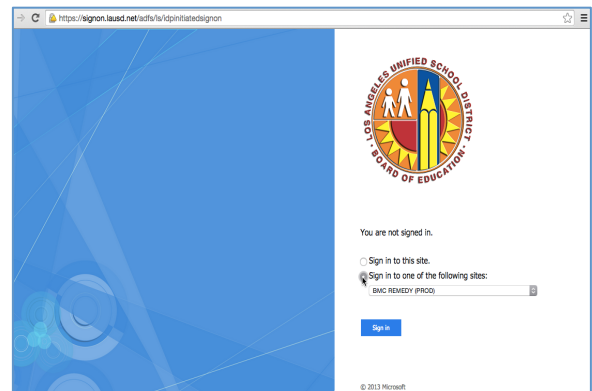 https://signon.lausd.net/adfs/ls/idpinitiatedsignon
LOS ANGELES UNIFIED SCHOOL DISTRICT
• BOARD OF EDUCATION •
You are not signed in.
Sign in to this site.
Sign in to one of the following sites:
BMC REMEDY (PROD)
Sign in
© 2013 Microsoft